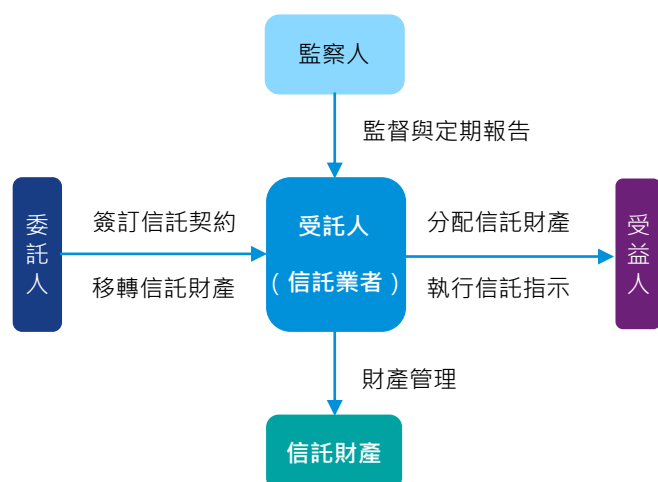 監察人
監督與定期報告
委託人
簽訂信託契約
移轉信託財產
受託人
（信託業者）
分配信託財產
執行信託指示
受益人
財產管理
信託財產